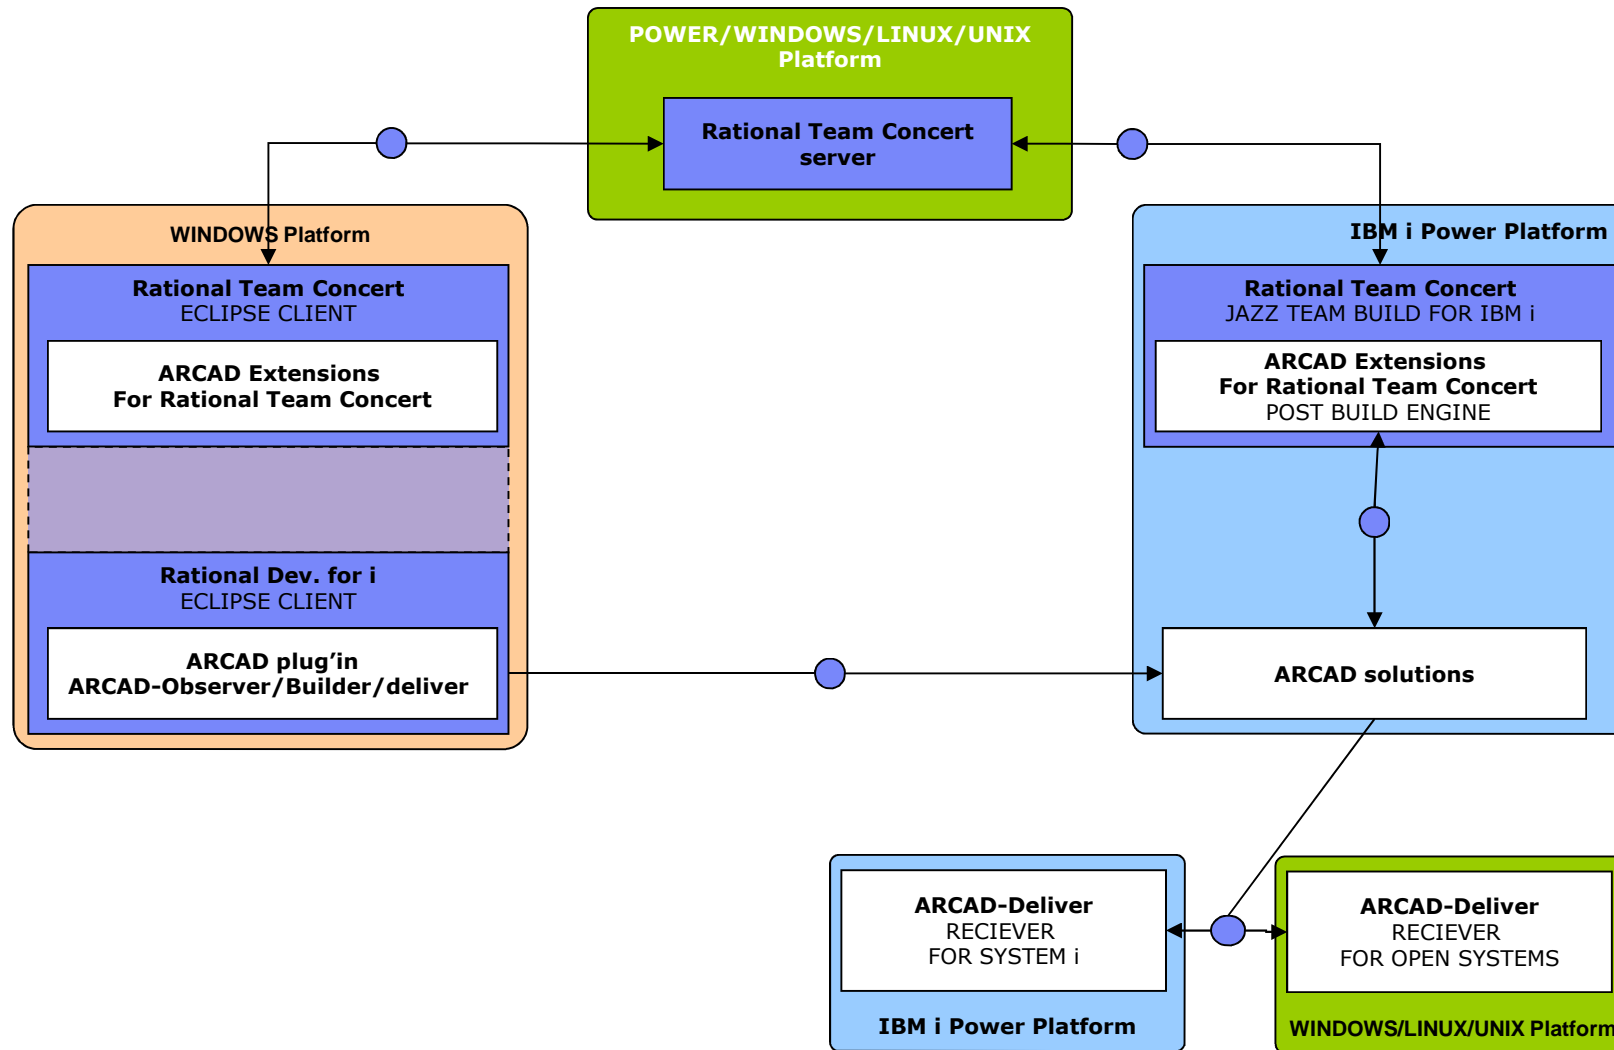 POWER/WINDOWS/LINUX/UNIX
Platform
Rational Team Concert
server
WINDOWS Platform
Rational Team Concert
ECLIPSE CLIENT
ARCAD Extensions
For Rational Team Concert
Rational Dev. for i
ECLIPSE CLIENT
ARCAD plug’in
ARCAD-Observer/Builder/deliver
IBM i Power Platform
Rational Team Concert
JAZZ TEAM BUILD FOR IBM i
ARCAD Extensions
For Rational Team Concert
POST BUILD ENGINE
ARCAD solutions
ARCAD-Deliver
RECIEVER
FOR SYSTEM i
IBM i Power Platform
ARCAD-Deliver
RECIEVER
FOR OPEN SYSTEMS
WINDOWS/LINUX/UNIX Platform